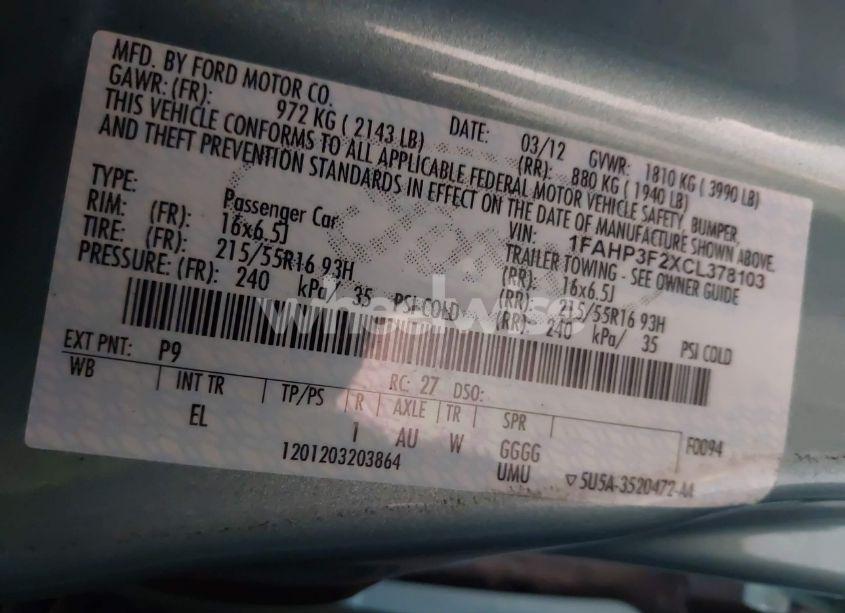 MFD. BY FORD MOTOR CO. DATE: 03/12 GVWR: 1810 KG ( 3990 LB)
GAWR: (FR): 972 KG ( 2143 LB) (RR): 880 KG ( 1940 LB)
THIS VEHICLE CONFORMS TO ALL APPLICABLE FEDERAL MOTOR VEHICLE SAFETY, BUMPER,
AND THEFT PREVENTION STANDARDS IN EFFECT ON THE DATE OF MANUFACTURE SHOWN ABOVE.
VIN: 1FAHP3F2XCL378103
TYPE: Passenger Car TRAILER TOWING - SEE OWNER GUIDE
RIM: (FR): 16x6.5J (RR): 16x6.5J
TIRE: (FR): 215/55R16 93H (RR): 215/55R16 93H
PRESSURE: (FR): 240 kPa/ 35 PSI COLD (RR): 240 kPa/ 35 PSI COLD
wheelwise
EXT PNT: P9 RC: 27 DSO: F0094
WB INT TR TP/PS R AXLE TR SPR
EL 1 AU W GGGG
1201203203864 UMU ▽ 5U5A-3520472-AA